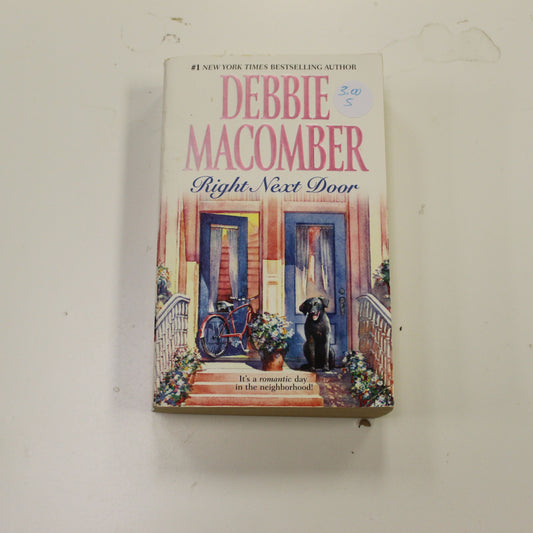 #1 NEW YORK TIMES BESTSELLING AUTHOR
DEBBIE
3.00
5
MACOMBER
Right Next Door
It's a romantic day
in the neighborhood!